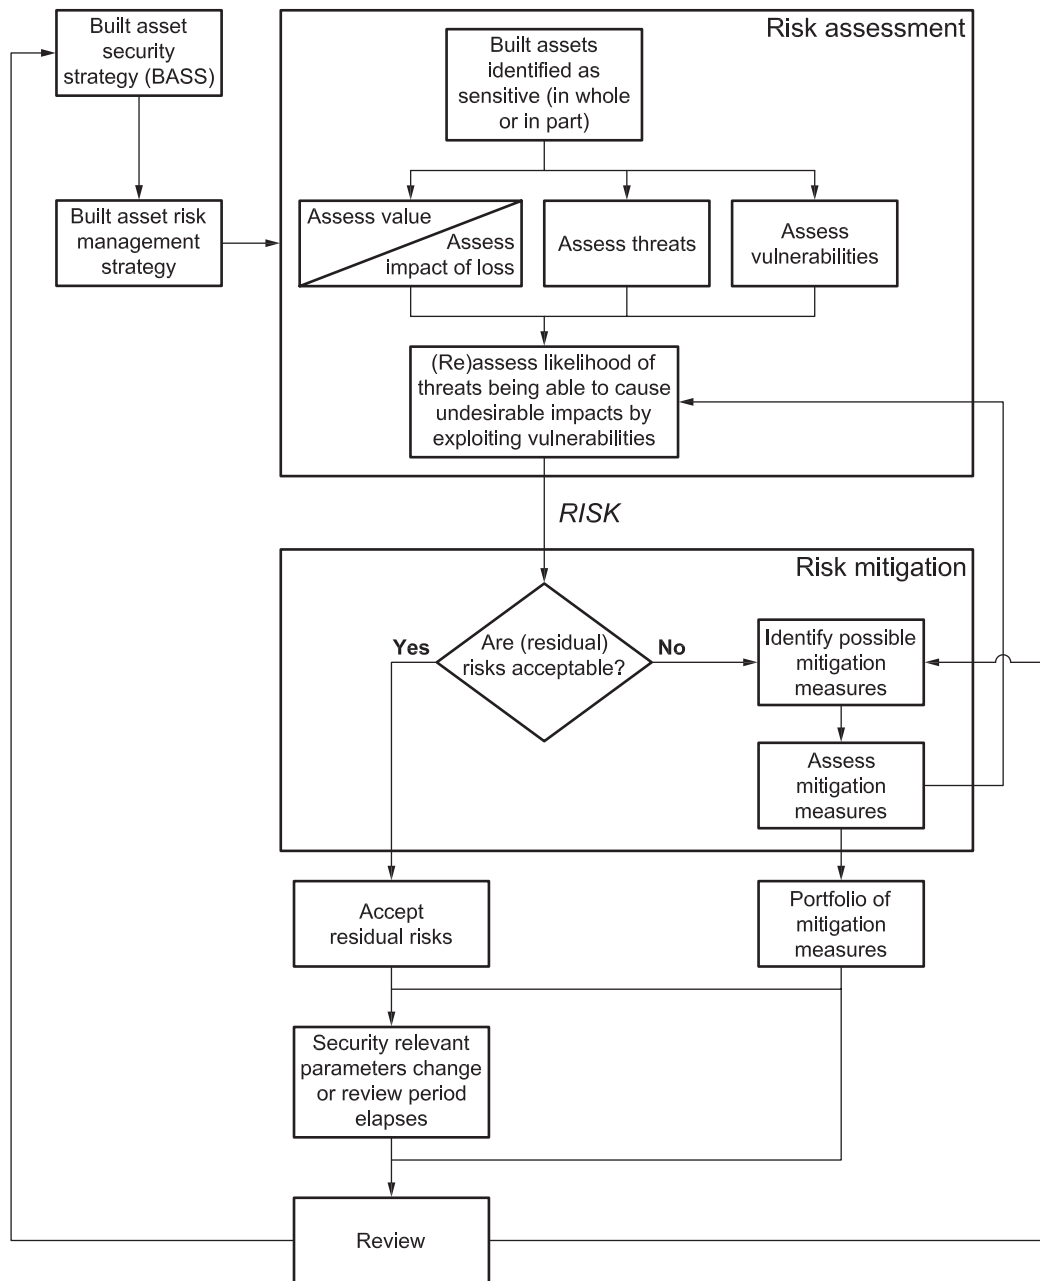 Built asset
security
strategy (BASS)
Built asset risk
management
strategy
Risk assessment
Built assets
identified as
sensitive (in whole
or in part)
Assess value
Assess
impact of loss
Assess threats
Assess
vulnerabilities
(Re)assess likelihood of
threats being able to cause
undesirable impacts by
exploiting vulnerabilities
RISK
Risk mitigation
Are (residual)
risks acceptable?
Yes
No
Identify possible
mitigation
measures
Assess
mitigation
measures
Accept
residual risks
Portfolio of
mitigation
measures
Security relevant
parameters change
or review period
elapses
Review